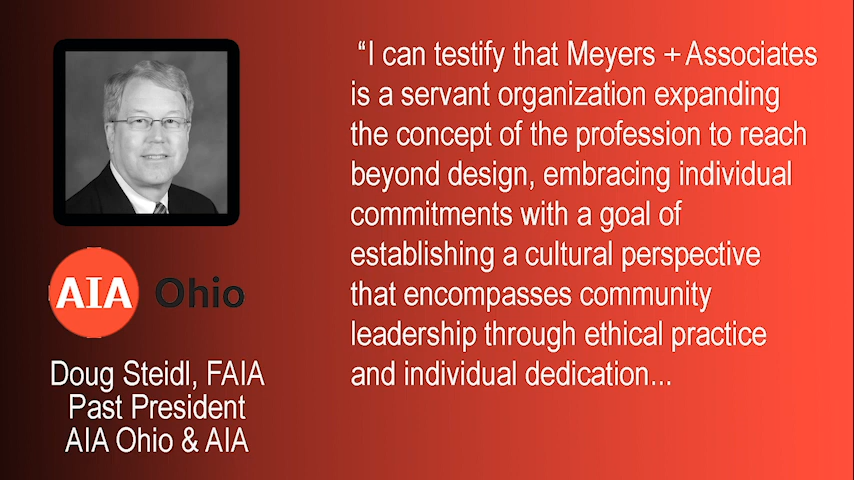 “I can testify that Meyers + Associates
is a servant organization expanding
the concept of the profession to reach
beyond design, embracing individual
commitments with a goal of
establishing a cultural perspective
that encompasses community
leadership through ethical practice
and individual dedication...
AIA Ohio
Doug Steidl, FAIA
Past President
AIA Ohio & AIA